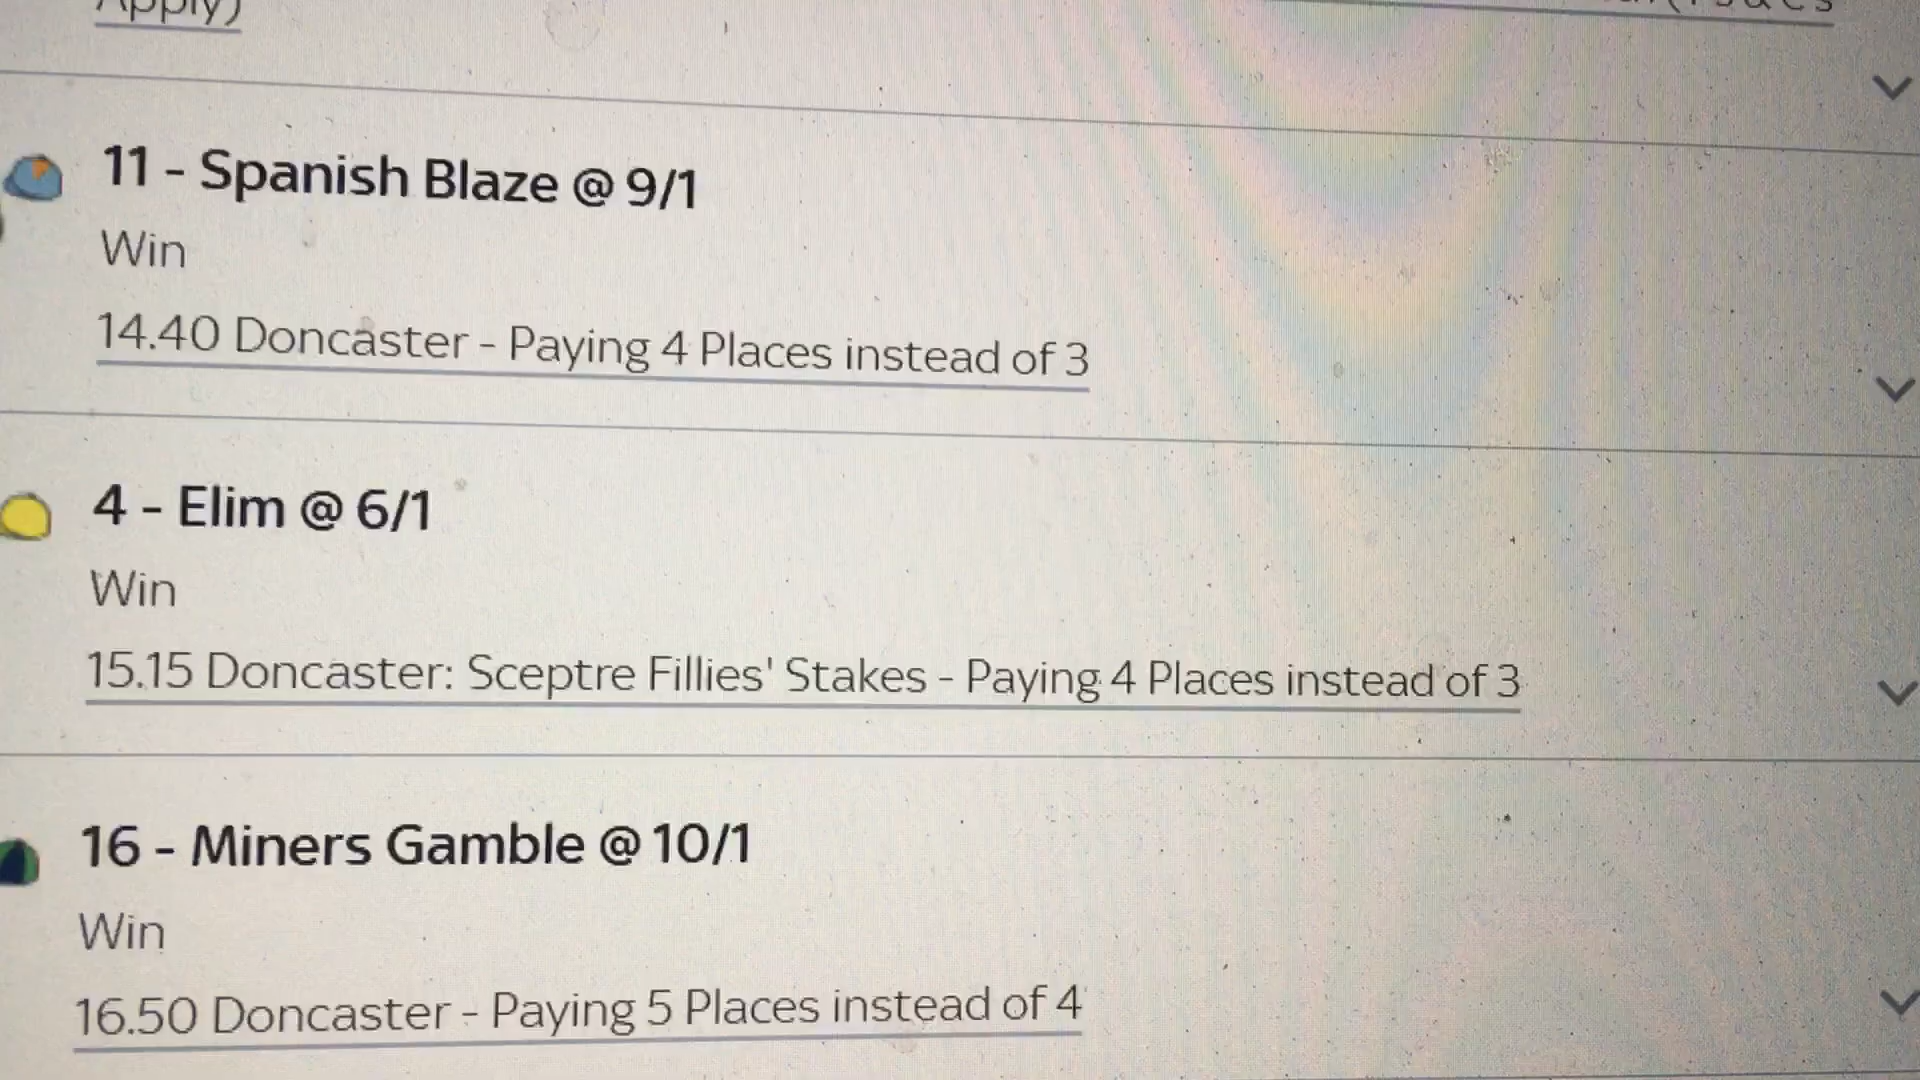 Apply)
11 - Spanish Blaze @ 9/1
Win
14.40 Doncaster - Paying 4 Places instead of 3
4 - Elim @ 6/1
Win
15.15 Doncaster: Sceptre Fillies' Stakes - Paying 4 Places instead of 3
16 - Miners Gamble @ 10/1
Win
16.50 Doncaster - Paying 5 Places instead of 4